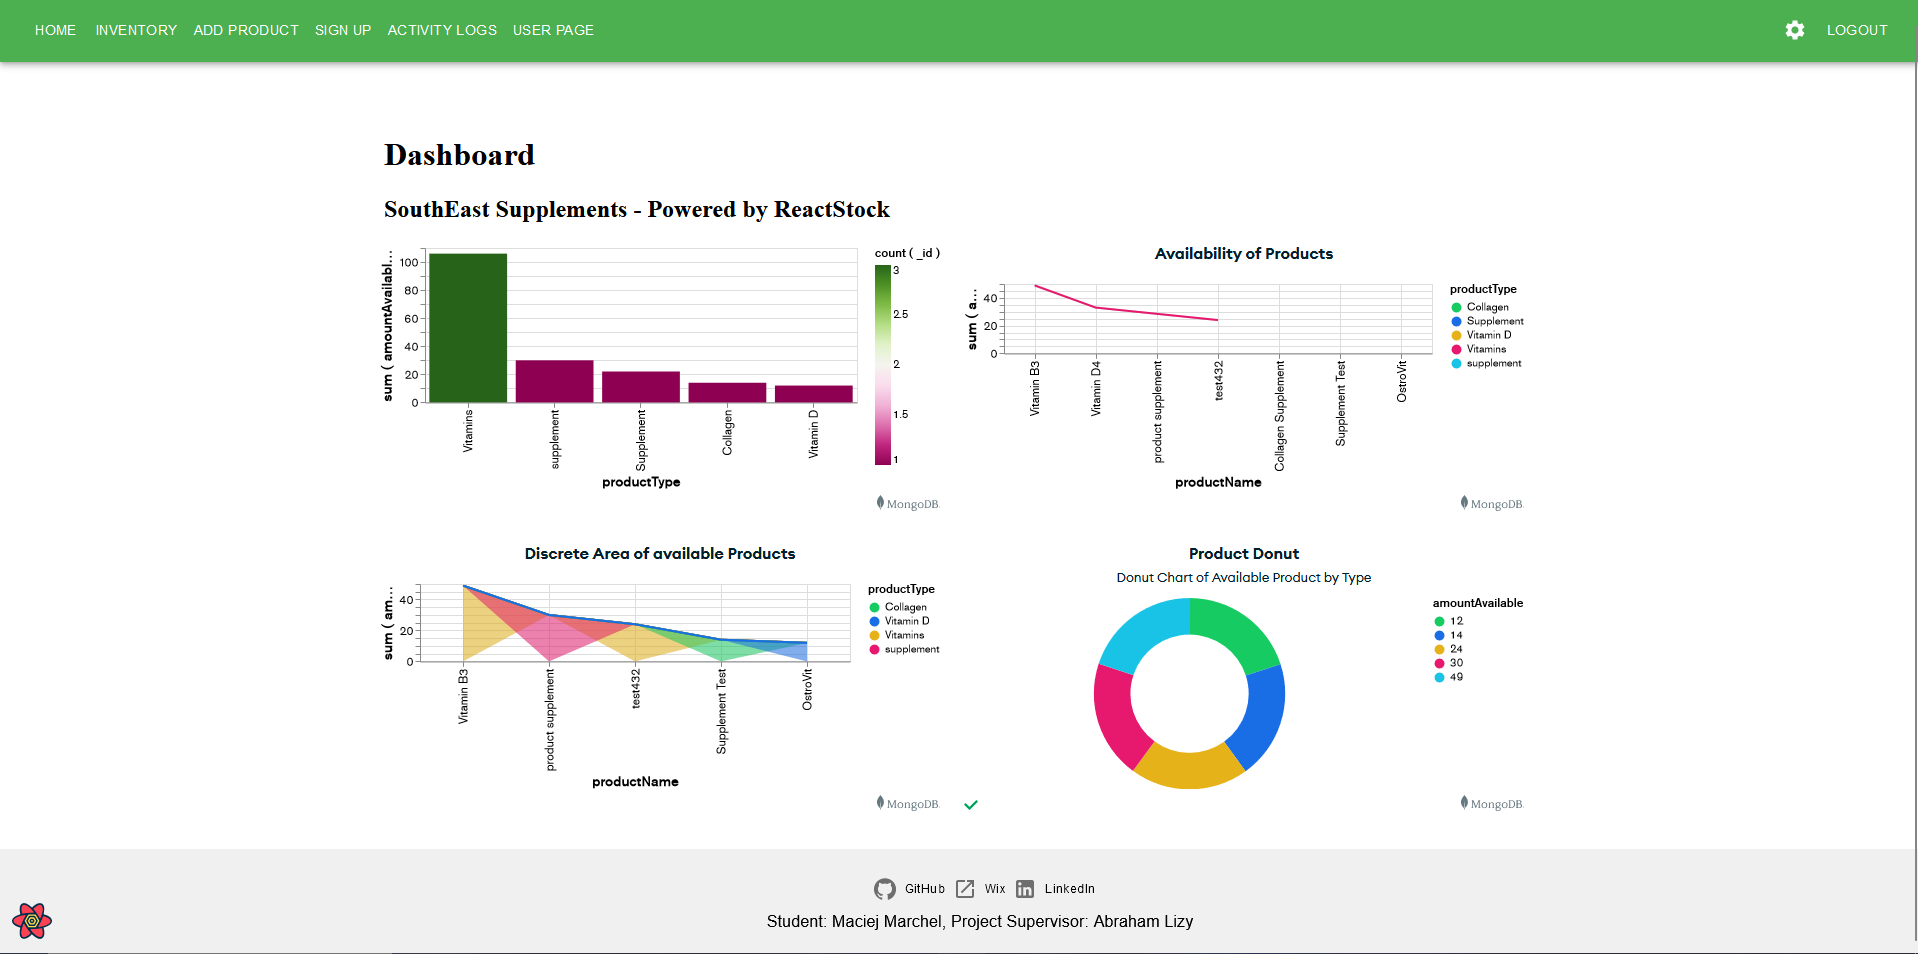 HOME INVENTORY ADD PRODUCT SIGN UP ACTIVITY LOGS USER PAGE LOGOUT
Dashboard
SouthEast Supplements - Powered by ReactStock
sum ( amountAvailabl...
100
80
60
40
20
0
Vitamins
supplement
Supplement
Collagen
Vitamin D
productType
count ( _id )
3
2.5
2
1.5
1
MongoDB.
Availability of Products
sum ( a...
40
20
0
Vitamin B3
Vitamin D4
product supplement
test432
Collagen Supplement
Supplement Test
OstroVit
productName
productType
Collagen
Supplement
Vitamin D
Vitamins
supplement
MongoDB.
Discrete Area of available Products
sum ( am...
40
20
0
Vitamin B3
product supplement
test432
Supplement Test
OstroVit
productName
productType
Collagen
Vitamin D
Vitamins
supplement
MongoDB.
Product Donut
Donut Chart of Available Product by Type
amountAvailable
12
14
24
30
49
MongoDB.
GitHub Wix LinkedIn
Student: Maciej Marchel, Project Supervisor: Abraham Lizy